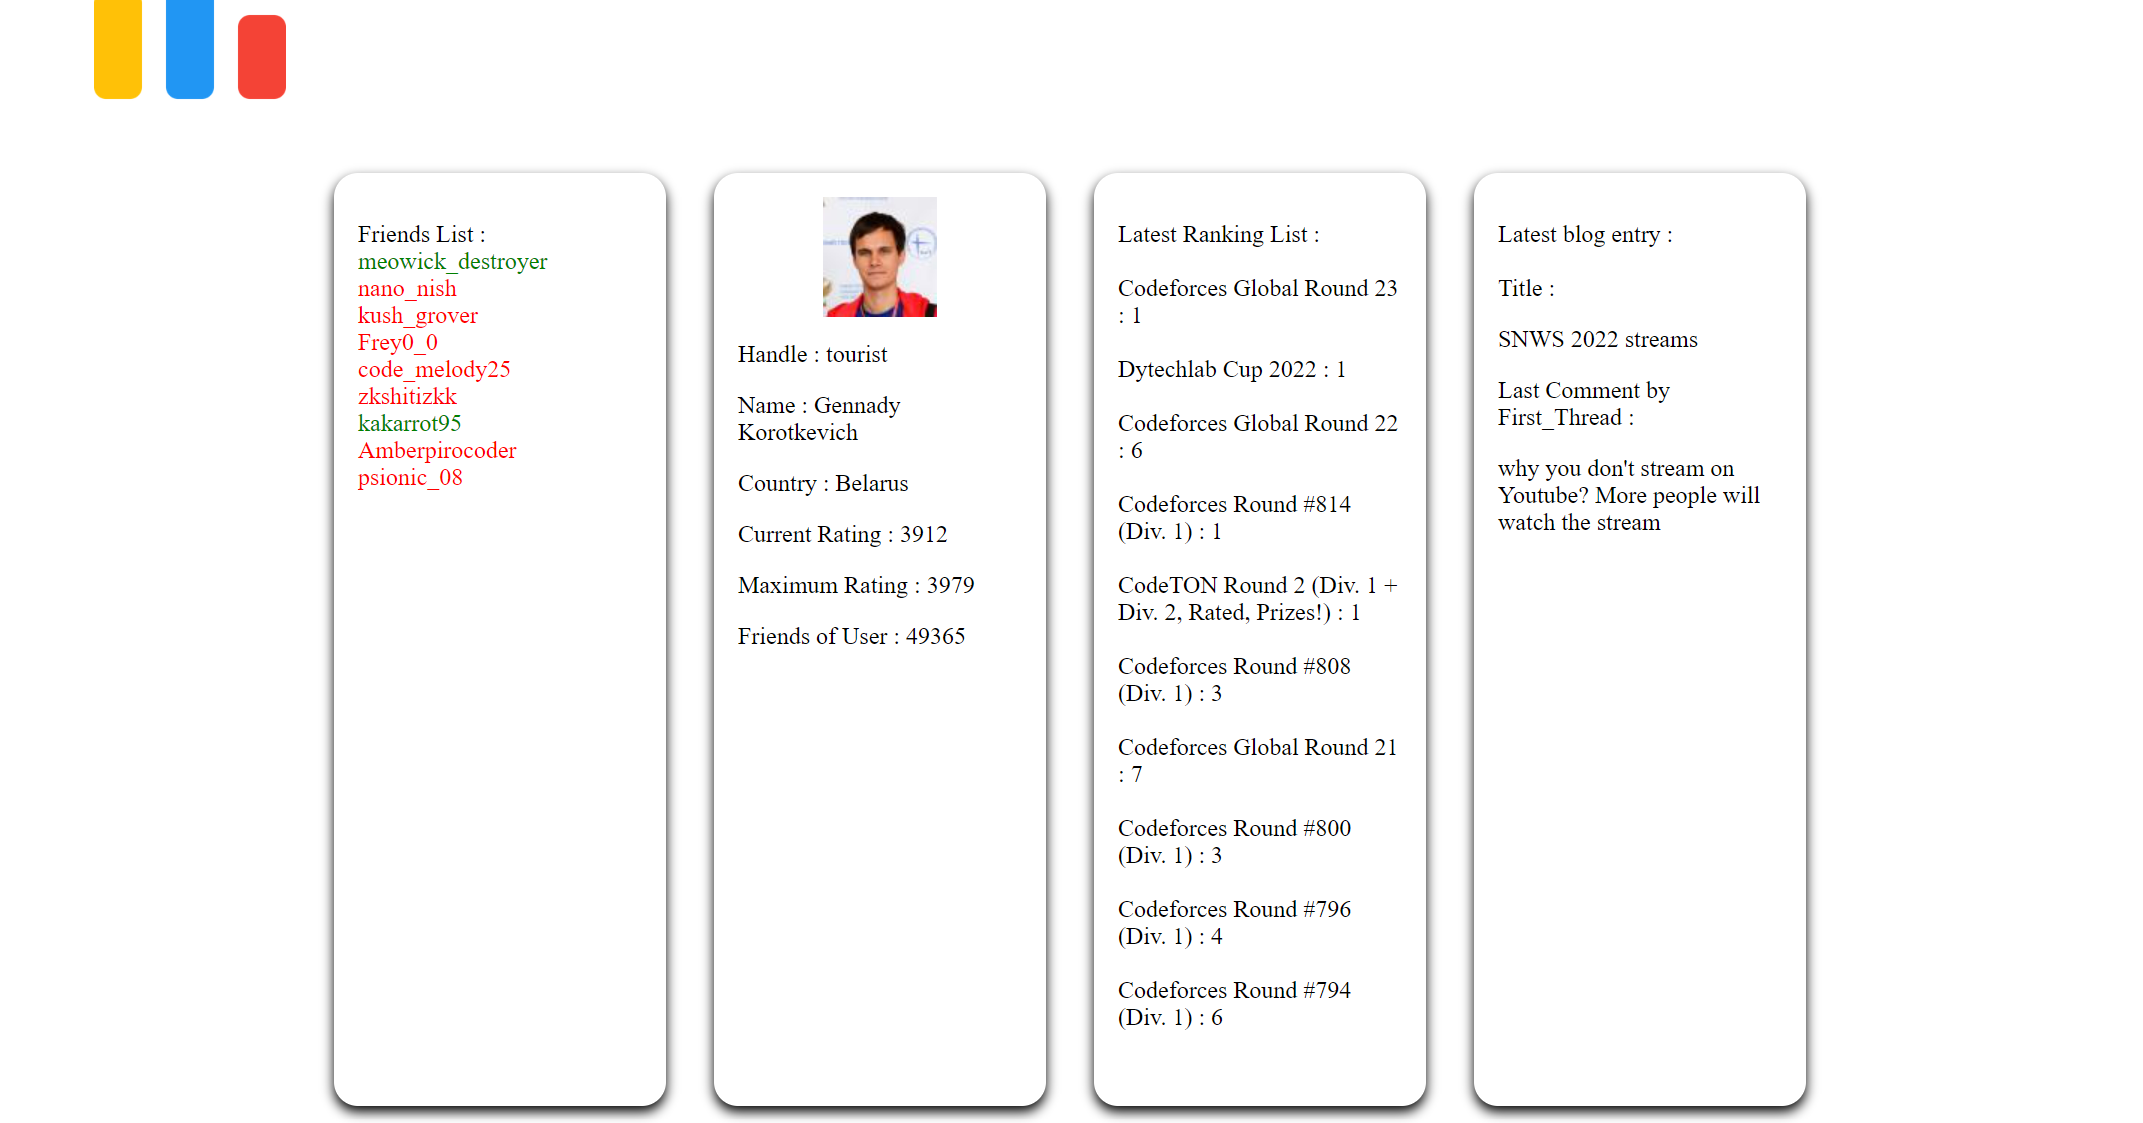 Friends List :
meowick_destroyer
nano_nish
kush_grover
Frey0_0
code_melody25
zkshitizkk
kakarrot95
Amberpirocoder
psionic_08
Handle : tourist
Name : Gennady
Korotkevich
Country : Belarus
Current Rating : 3912
Maximum Rating : 3979
Friends of User : 49365
Latest Ranking List :
Codeforces Global Round 23
: 1
Dytechlab Cup 2022 : 1
Codeforces Global Round 22
: 6
Codeforces Round #814
(Div. 1) : 1
CodeTON Round 2 (Div. 1 +
Div. 2, Rated, Prizes!) : 1
Codeforces Round #808
(Div. 1) : 3
Codeforces Global Round 21
: 7
Codeforces Round #800
(Div. 1) : 3
Codeforces Round #796
(Div. 1) : 4
Codeforces Round #794
(Div. 1) : 6
Latest blog entry :
Title :
SNWS 2022 streams
Last Comment by
First_Thread :
why you don't stream on
Youtube? More people will
watch the stream